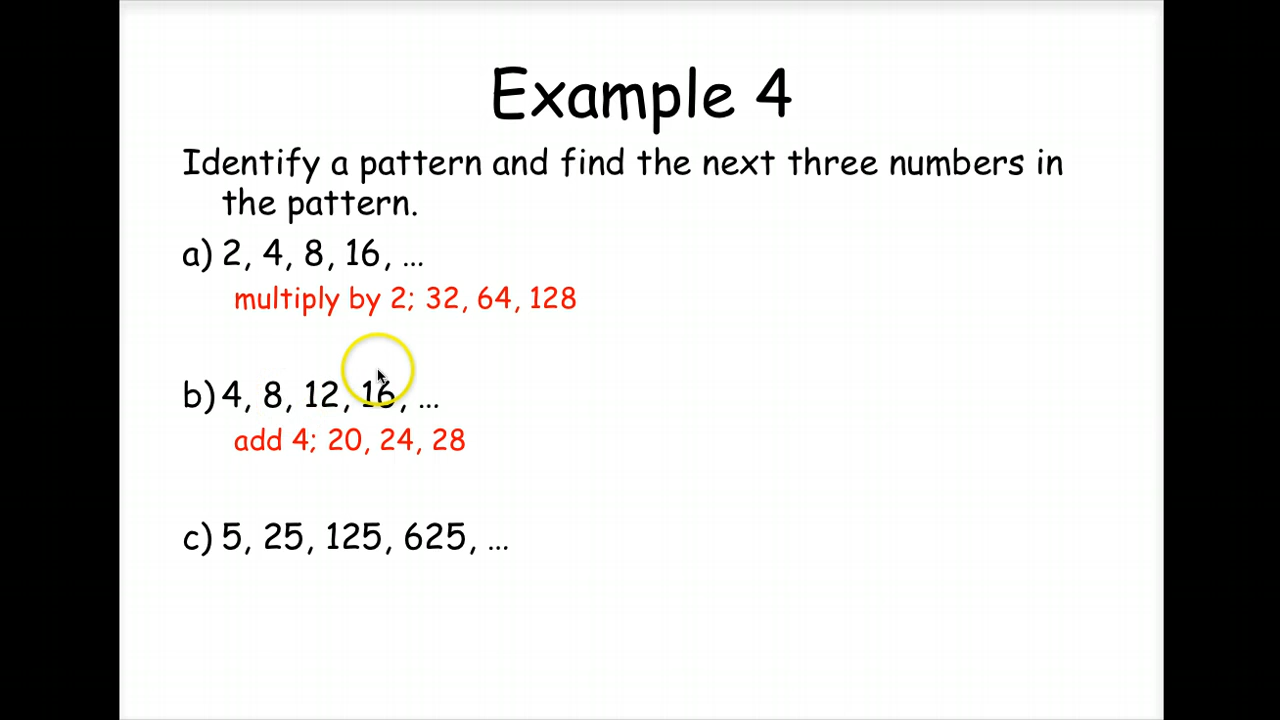 Example 4
Identify a pattern and find the next three numbers in
the pattern.
a) 2, 4, 8, 16, ...
multiply by 2; 32, 64, 128
b) 4, 8, 12, 16, ...
add 4; 20, 24, 28
c) 5, 25, 125, 625, ...